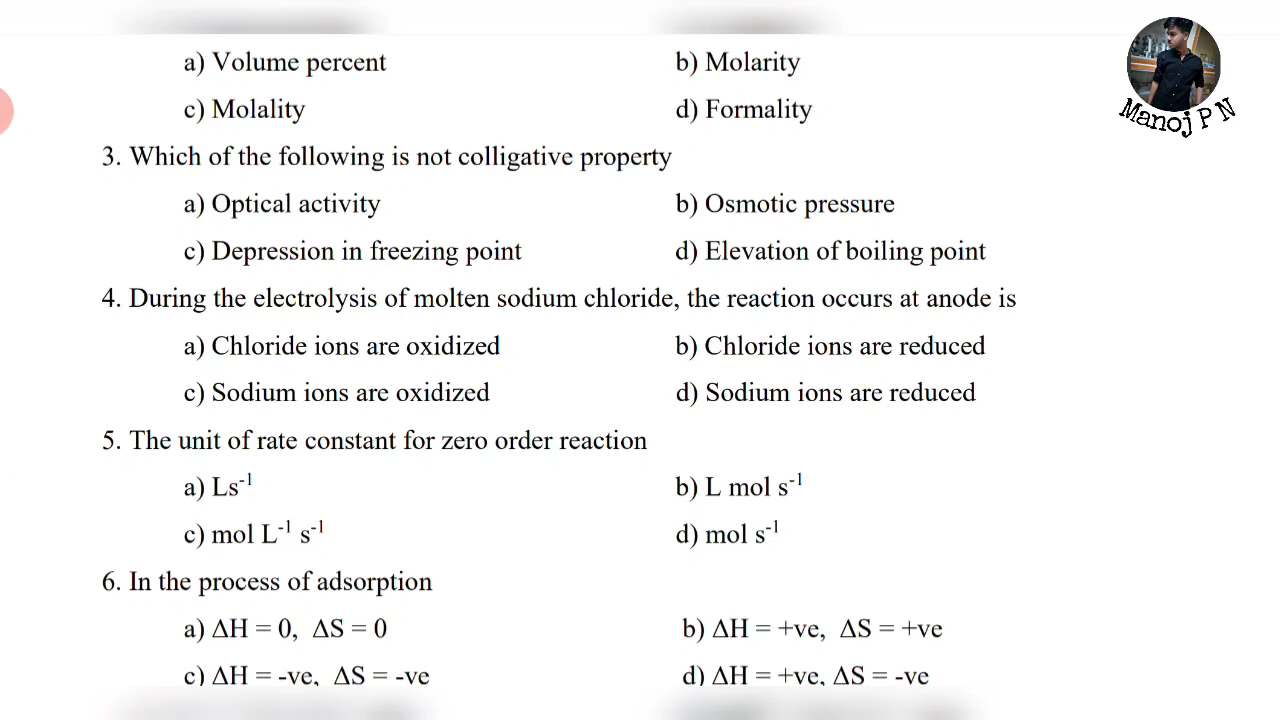 a) Volume percent b) Molarity
c) Molality d) Formality
3. Which of the following is not colligative property
a) Optical activity b) Osmotic pressure
c) Depression in freezing point d) Elevation of boiling point
4. During the electrolysis of molten sodium chloride, the reaction occurs at anode is
a) Chloride ions are oxidized b) Chloride ions are reduced
c) Sodium ions are oxidized d) Sodium ions are reduced
5. The unit of rate constant for zero order reaction
a) Ls⁻¹ b) L mol s⁻¹
c) mol L⁻¹ s⁻¹ d) mol s⁻¹
6. In the process of adsorption
a) ΔH = 0, ΔS = 0 b) ΔH = +ve, ΔS = +ve
c) ΔH = -ve, ΔS = -ve d) ΔH = +ve, ΔS = -ve
Manoj P N